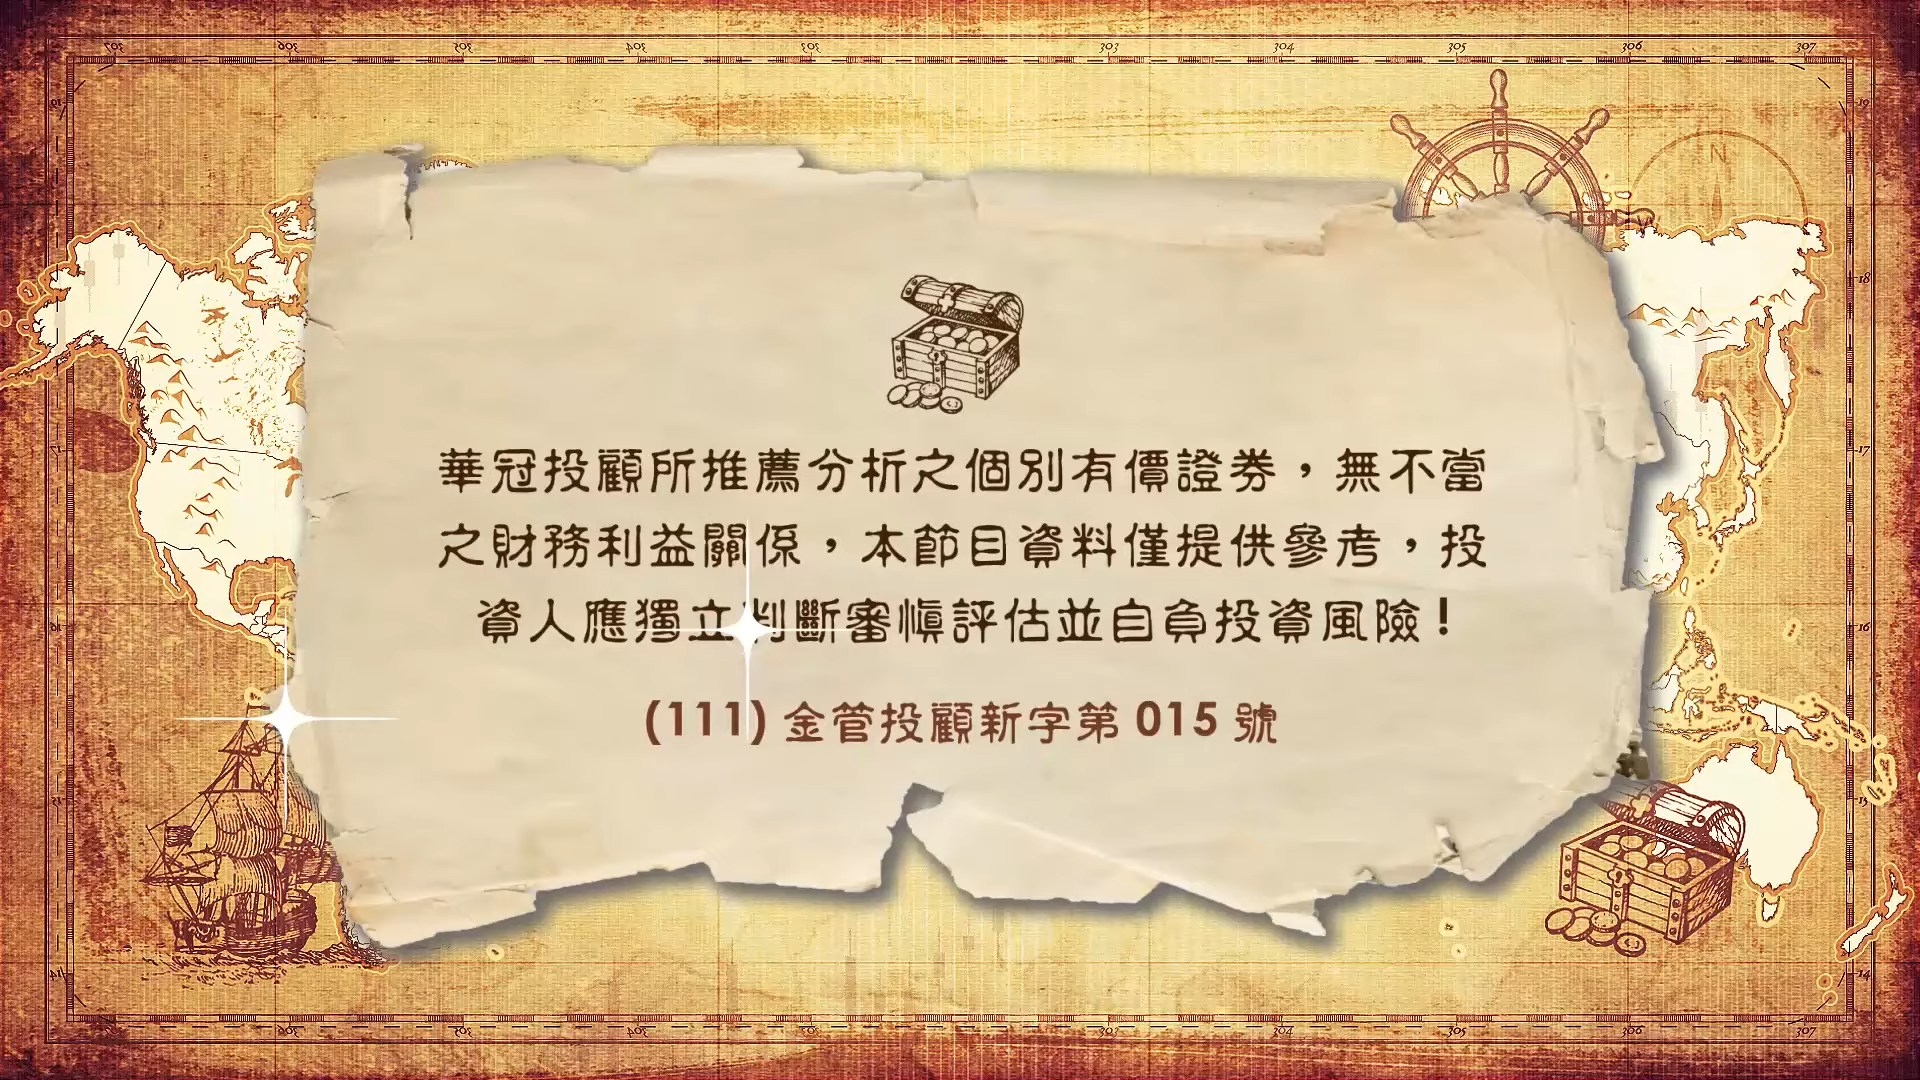 華冠投顧所推薦分析之個別有價證券，無不當
之財務利益關係，本節目資料僅提供參考，投
資人應獨立判斷審慎評估並自負投資風險！
(111) 金管投顧新字第 015 號